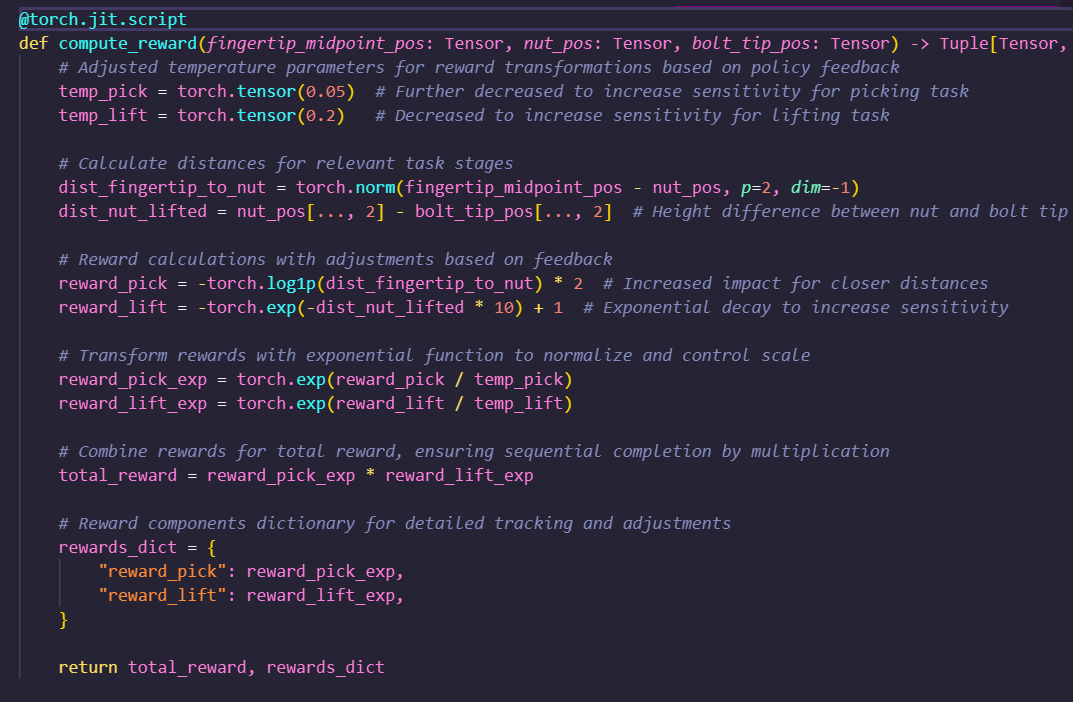 @torch.jit.script
def compute_reward(fingertip_midpoint_pos: Tensor, nut_pos: Tensor, bolt_tip_pos: Tensor) -> Tuple[Tensor,
    # Adjusted temperature parameters for reward transformations based on policy feedback
    temp_pick = torch.tensor(0.05)  # Further decreased to increase sensitivity for picking task
    temp_lift = torch.tensor(0.2)   # Decreased to increase sensitivity for lifting task

    # Calculate distances for relevant task stages
    dist_fingertip_to_nut = torch.norm(fingertip_midpoint_pos - nut_pos, p=2, dim=-1)
    dist_nut_lifted = nut_pos[..., 2] - bolt_tip_pos[..., 2]  # Height difference between nut and bolt tip

    # Reward calculations with adjustments based on feedback
    reward_pick = -torch.log1p(dist_fingertip_to_nut) * 2  # Increased impact for closer distances
    reward_lift = -torch.exp(-dist_nut_lifted * 10) + 1  # Exponential decay to increase sensitivity

    # Transform rewards with exponential function to normalize and control scale
    reward_pick_exp = torch.exp(reward_pick / temp_pick)
    reward_lift_exp = torch.exp(reward_lift / temp_lift)

    # Combine rewards for total reward, ensuring sequential completion by multiplication
    total_reward = reward_pick_exp * reward_lift_exp

    # Reward components dictionary for detailed tracking and adjustments
    rewards_dict = {
        "reward_pick": reward_pick_exp,
        "reward_lift": reward_lift_exp,
    }

    return total_reward, rewards_dict